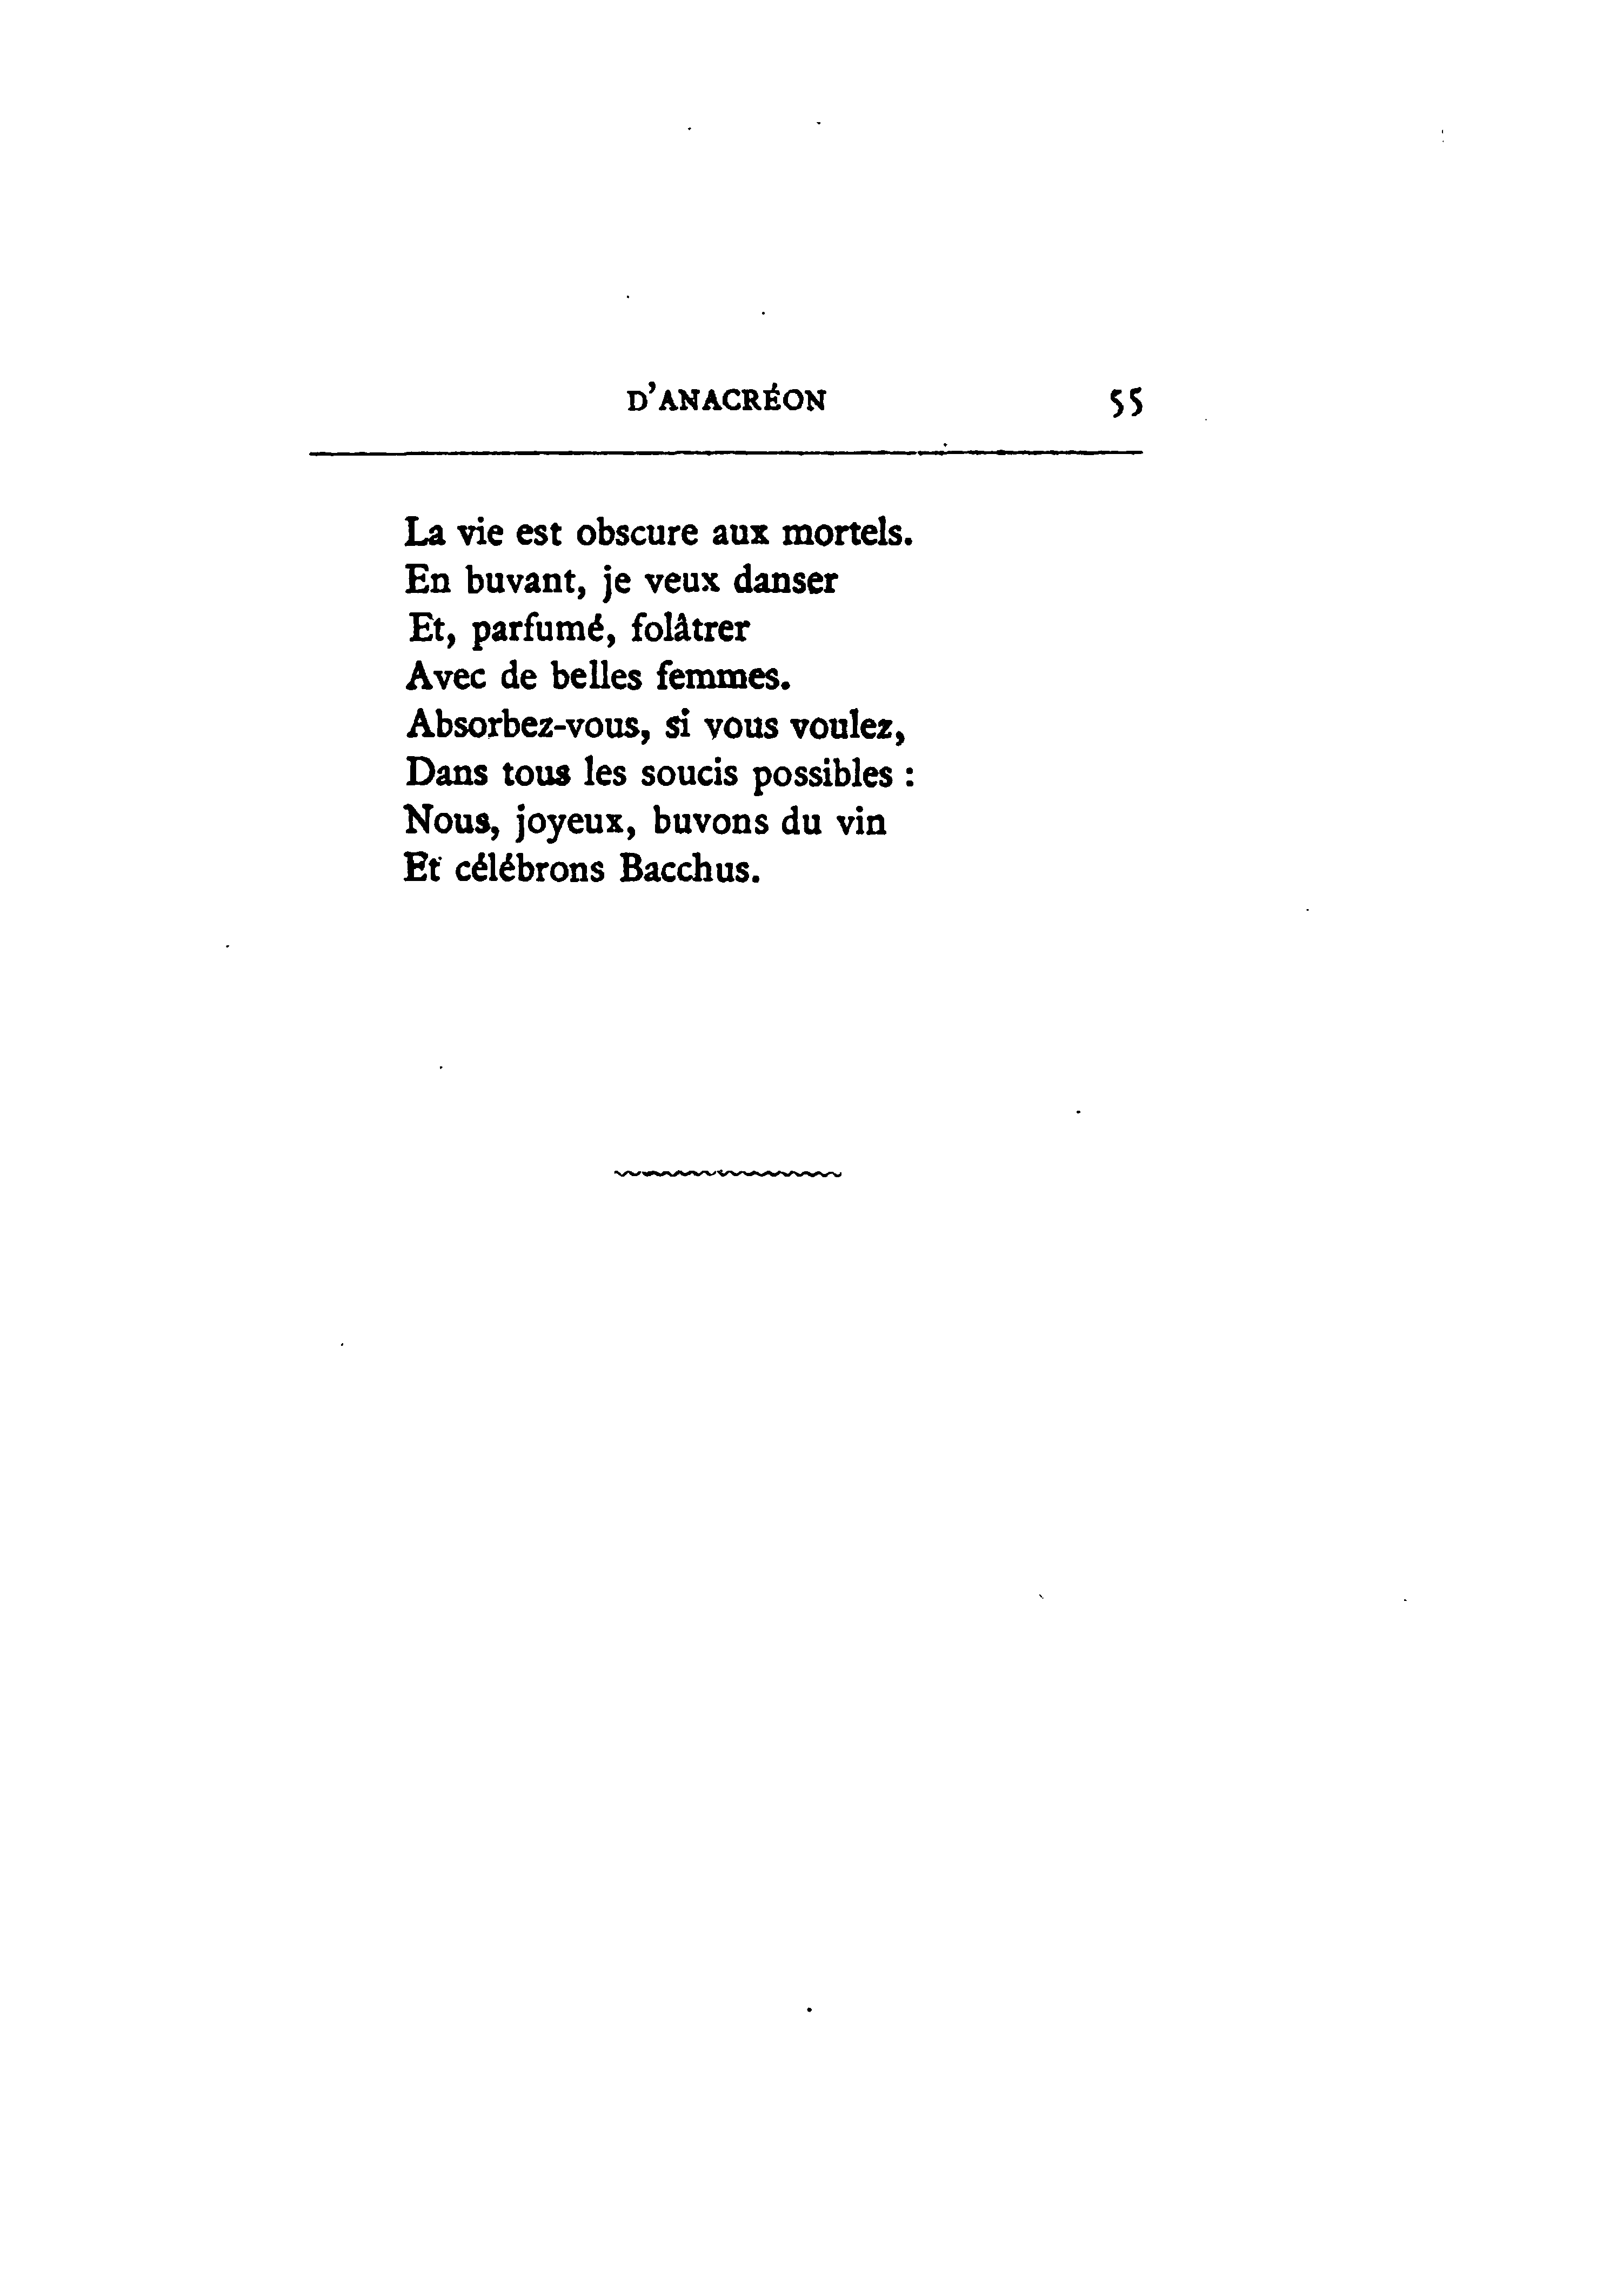 D'ANACRÉON 55
La vie est obscure aux mortels.
En buvant, je veux danser
Et, parfumé, folâtrer
Avec de belles femmes.
Absorbez-vous, si vous voulez,
Dans tous les soucis possibles :
Nous, joyeux, buvons du vin
Et célébrons Bacchus.